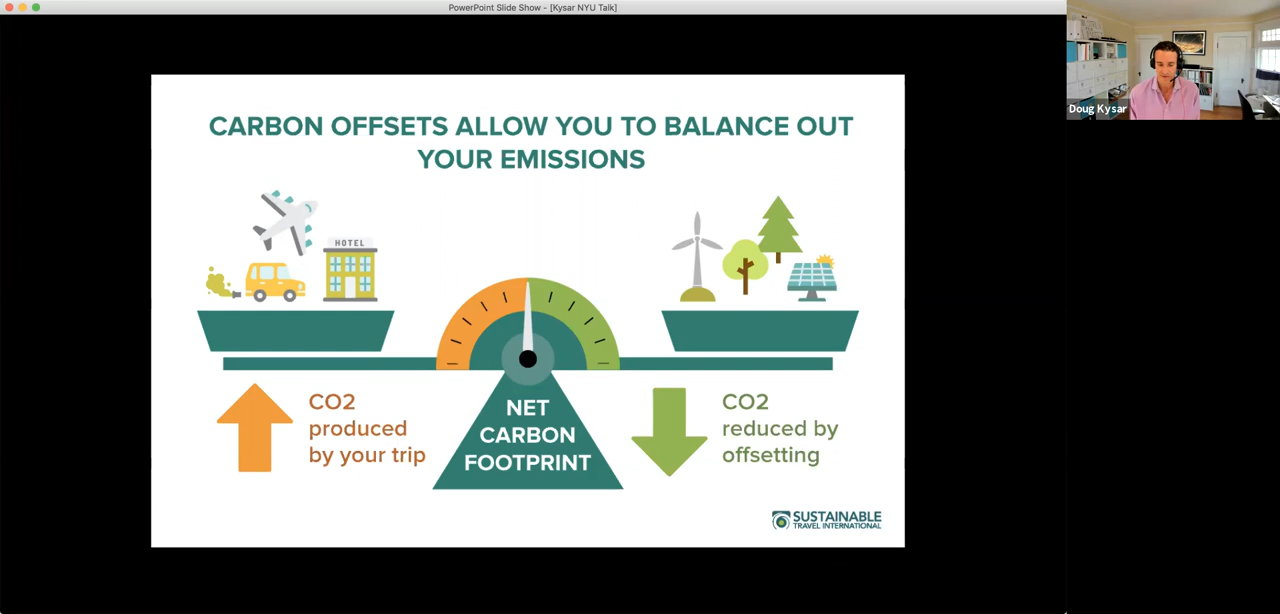 PowerPoint Slide Show - [Kysar NYU Talk]
Doug Kysar
CARBON OFFSETS ALLOW YOU TO BALANCE OUT
YOUR EMISSIONS
HOTEL
CO2
produced
by your trip
NET
CARBON
FOOTPRINT
CO2
reduced by
offsetting
SUSTAINABLE
TRAVEL INTERNATIONAL